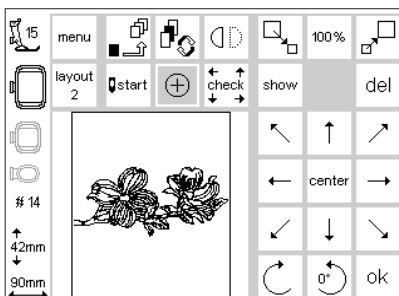 15 menu 100%
layout
2 start check show del
center
# 14
42mm
90mm 0° ok